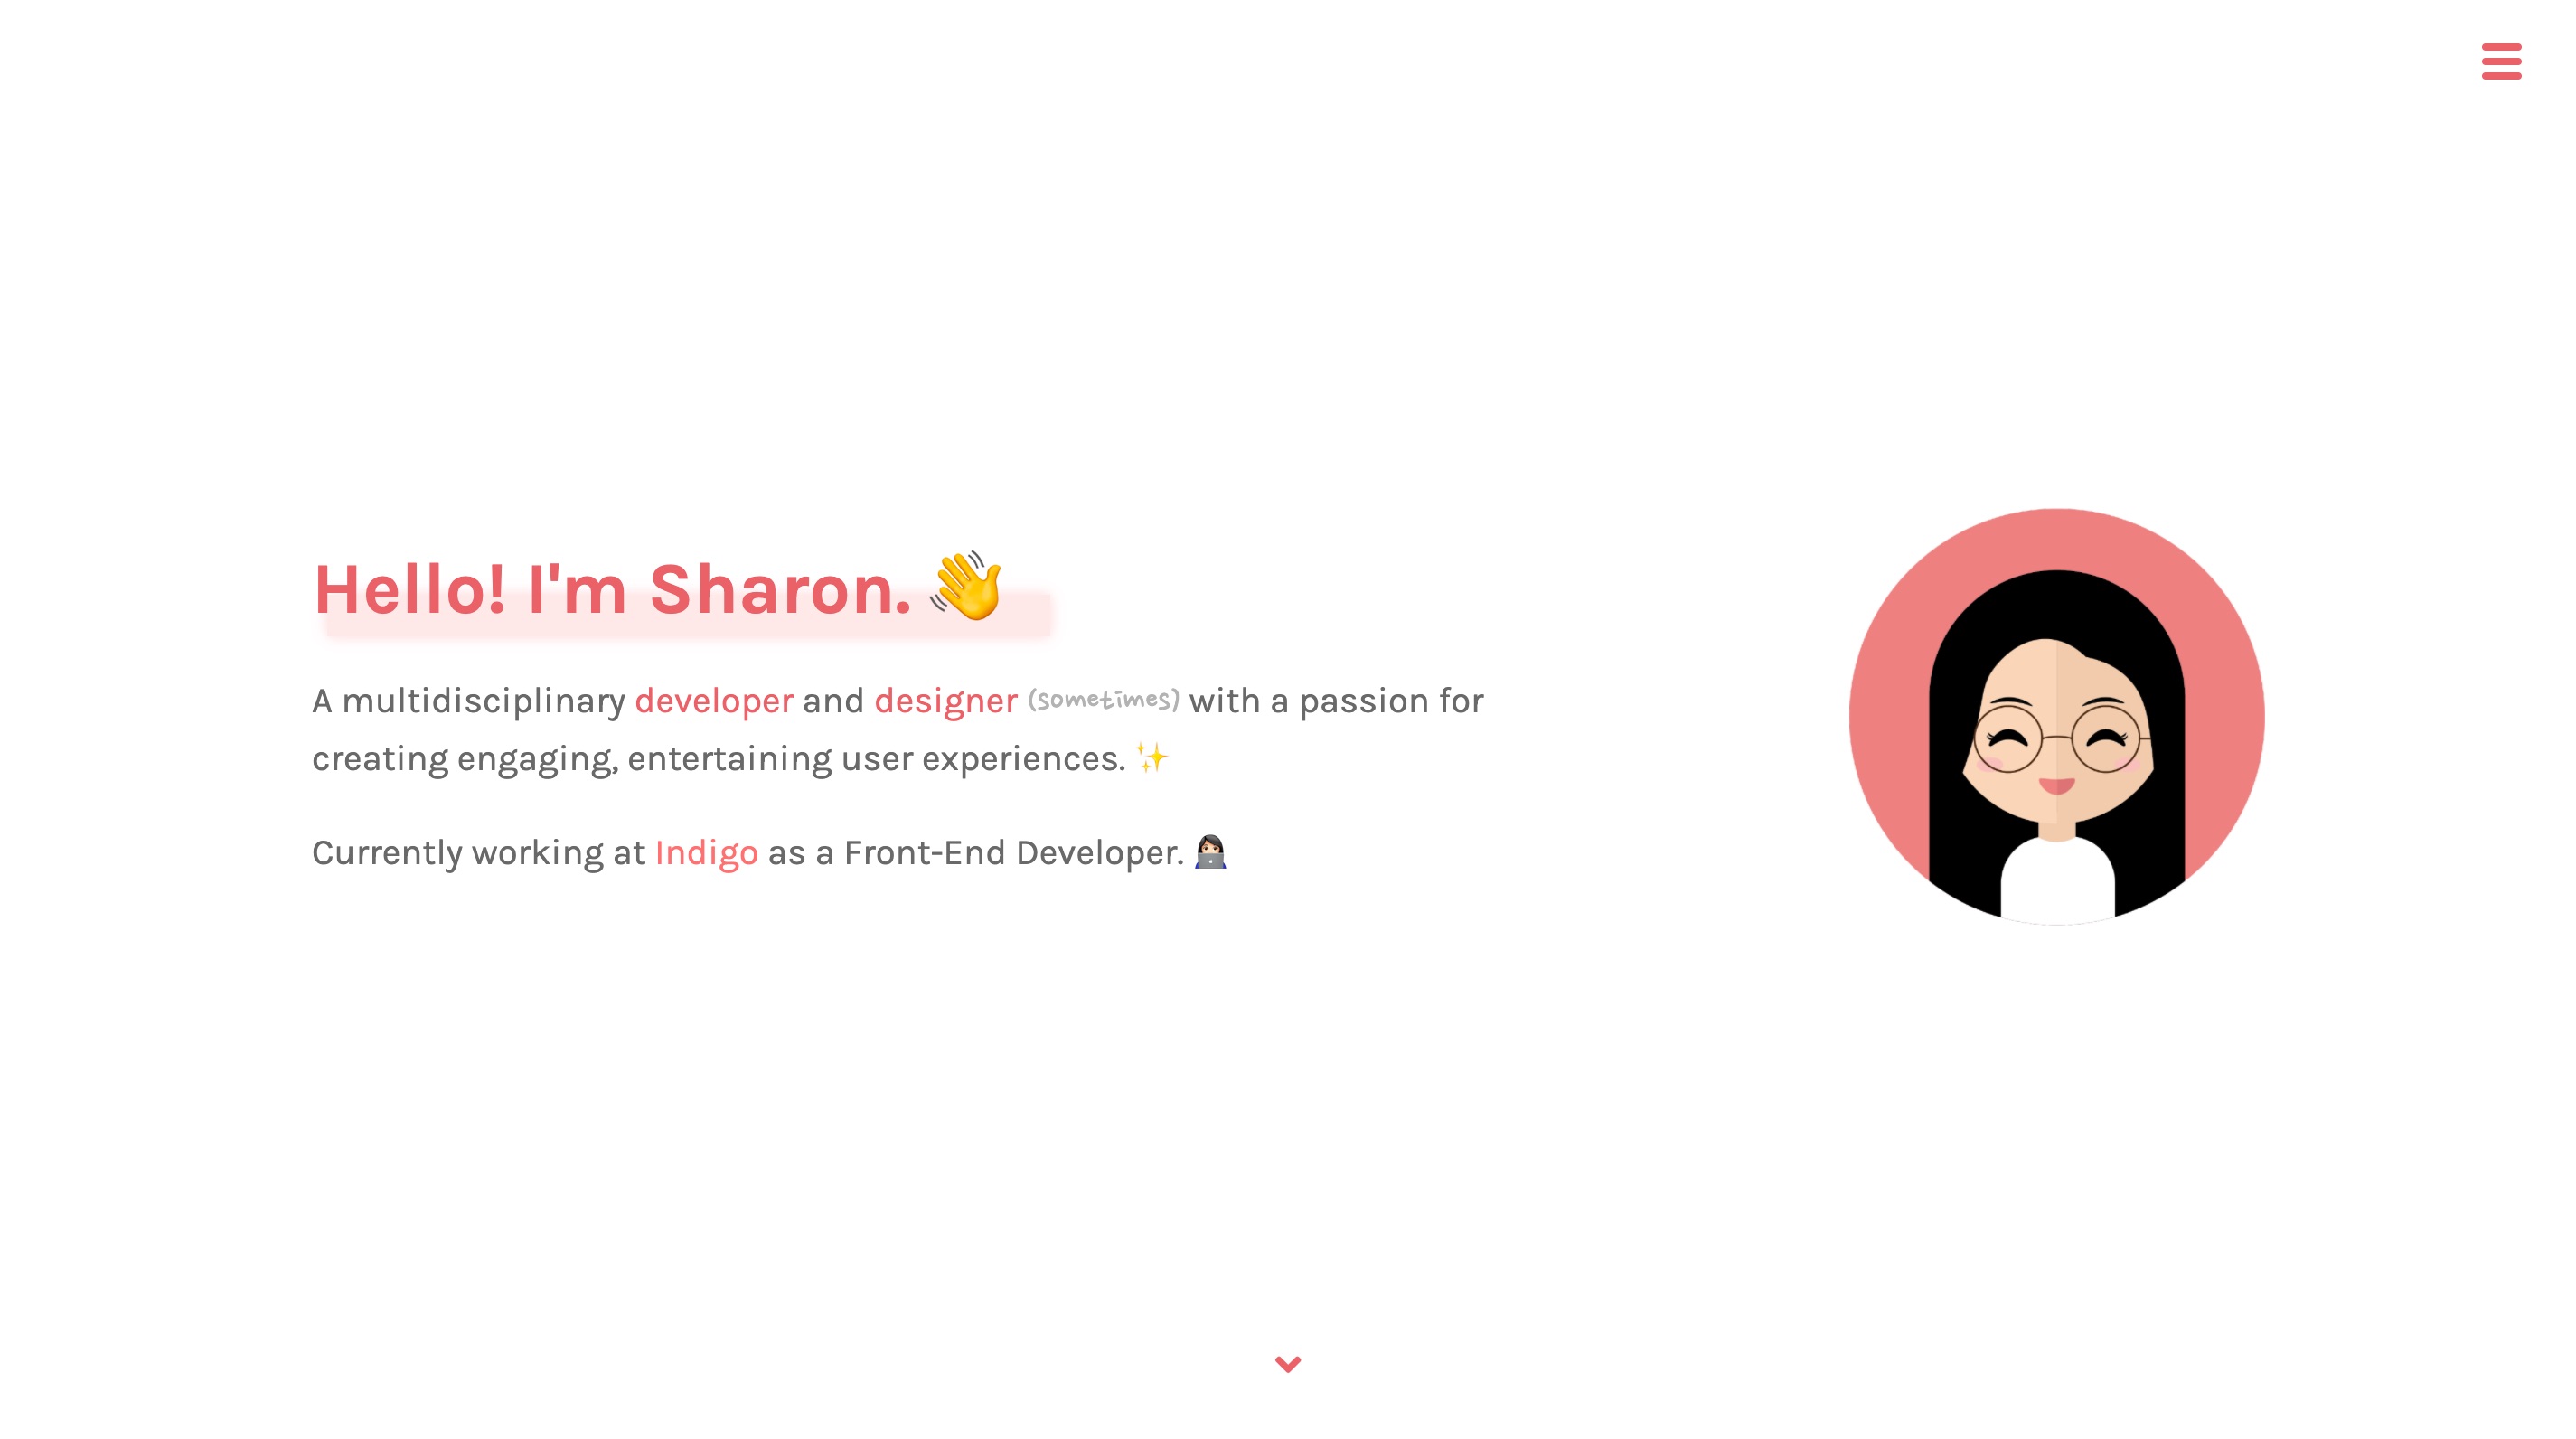 Hello! I'm Sharon. 👋
A multidisciplinary developer and designer (sometimes) with a passion for
creating engaging, entertaining user experiences. ✨
Currently working at Indigo as a Front-End Developer. 👩🏻‍💻